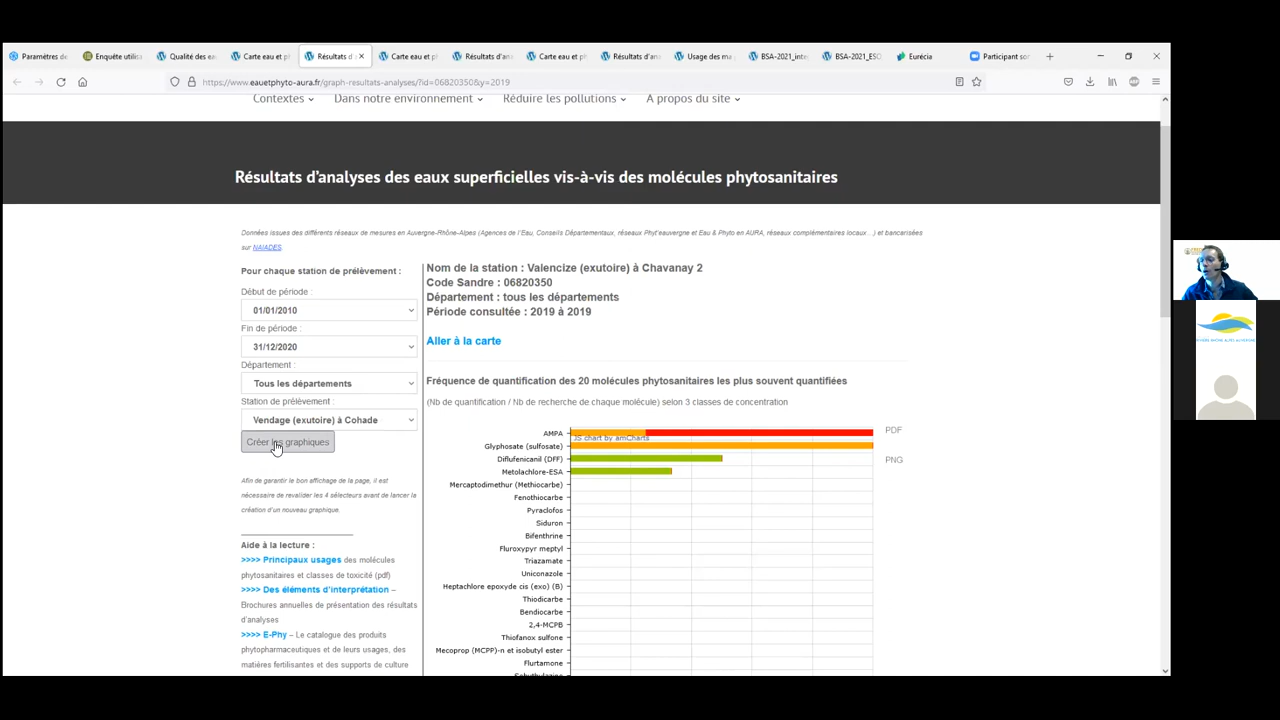 Paramètres de
Enquête utilis
Qualité des ea
Carte eau et p
Résultats d
Carte eau et p
Résultats d'an
Carte eau et p
Résultats d'an
Usage des ma
BSA-2021_inte
BSA-2021_ESO
Eurécia
Participant sor
https://www.eauetphyto-aura.fr/graph-resultats-analyses/?id=06820350&y=2019
Contextes
Dans notre environnement
Réduire les pollutions
A propos du site
Résultats d'analyses des eaux superficielles vis-à-vis des molécules phytosanitaires
Données issues des différents réseaux de mesures en Auvergne-Rhône-Alpes (Agences de l'Eau, Conseils Départementaux, réseaux Phyt'eauvergne et Eau & Phyto en AURA, réseaux complémentaires locaux ...) et bancarisées
sur NAIADES.
Pour chaque station de prélèvement :
Début de période :
01/01/2010
Fin de période :
31/12/2020
Département :
Tous les départements
Station de prélèvement :
Vendage (exutoire) à Cohade
Créer les graphiques
Afin de garantir le bon affichage de la page, il est
nécessaire de revalider les 4 sélecteurs avant de lancer la
création d'un nouveau graphique.
Aide à la lecture :
>>>> Principaux usages des molécules
phytosanitaires et classes de toxicité (pdf)
>>>> Des éléments d'interprétation –
Brochures annuelles de présentation des résultats
d'analyses
>>>> E-Phy – Le catalogue des produits
phytopharmaceutiques et de leurs usages, des
matières fertilisantes et des supports de culture
Nom de la station : Valencize (exutoire) à Chavanay 2
Code Sandre : 06820350
Département : tous les départements
Période consultée : 2019 à 2019
Aller à la carte
Fréquence de quantification des 20 molécules phytosanitaires les plus souvent quantifiées
(Nb de quantification / Nb de recherche de chaque molécule) selon 3 classes de concentration
AMPA
JS chart by amCharts
Glyphosate (sulfosate)
Diflufenicanil (DFF)
Metolachlore-ESA
Mercaptodimethur (Methiocarbe)
Fenothiocarbe
Pyraclofos
Siduron
Bifenthrine
Fluroxypyr meptyl
Triazamate
Uniconazole
Heptachlore epoxyde cis (exo) (B)
Thiodicarbe
Bendiocarbe
2,4-MCPB
Thiofanox sulfone
Mecoprop (MCPP)-n et isobutyl ester
Flurtamone
PDF
PNG